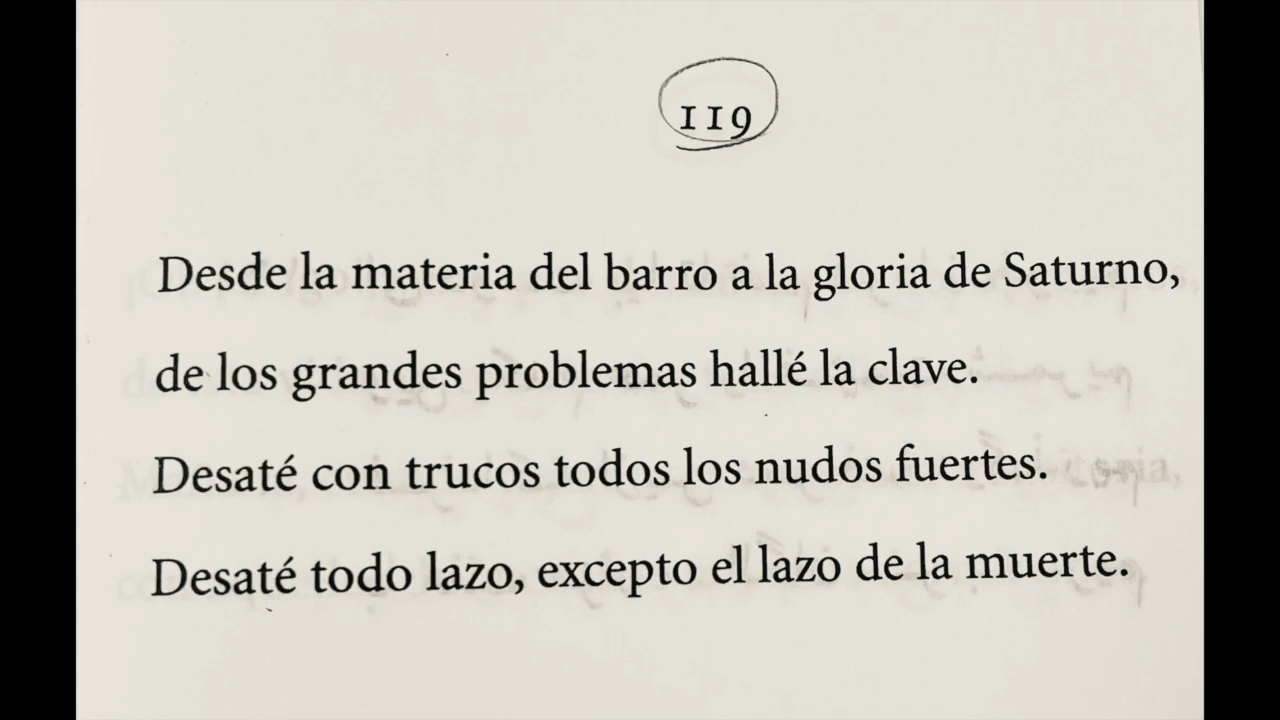 119
Desde la materia del barro a la gloria de Saturno,
de los grandes problemas hallé la clave.
Desaté con trucos todos los nudos fuertes.
Desaté todo lazo, excepto el lazo de la muerte.